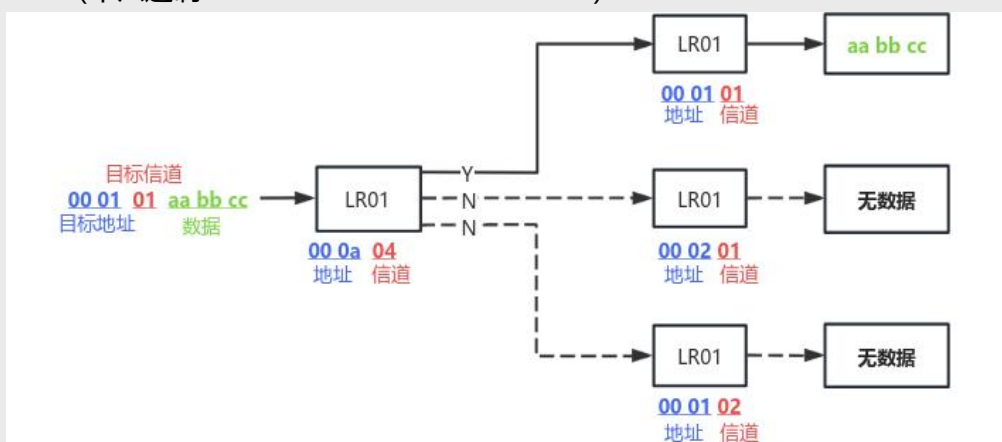 LR01
aa bb cc
00 01 01
地址 信道
目标信道
00 01 01 aa bb cc
目标地址 数据
LR01
00 0a 04
地址 信道
Y
N
N
LR01
无数据
00 02 01
地址 信道
LR01
无数据
00 01 02
地址 信道